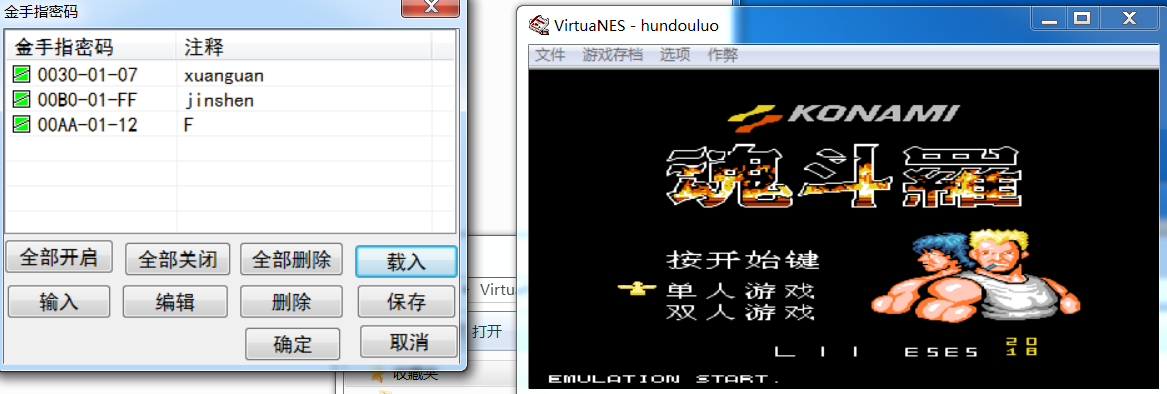 金手指密码
金手指密码 注释
0030-01-07 xuanguan
00B0-01-FF jinshen
00AA-01-12 F
全部开启 全部关闭 全部删除 载入
输入 编辑 删除 保存
确定 取消
Virtua
打开
收藏夹
VirtuaNES - hundouluo
文件 游戏存档 选项 作弊
KONAMI
魂斗羅
按开始键
单人游戏
双人游戏
ESES 20
18
EMULATION START.